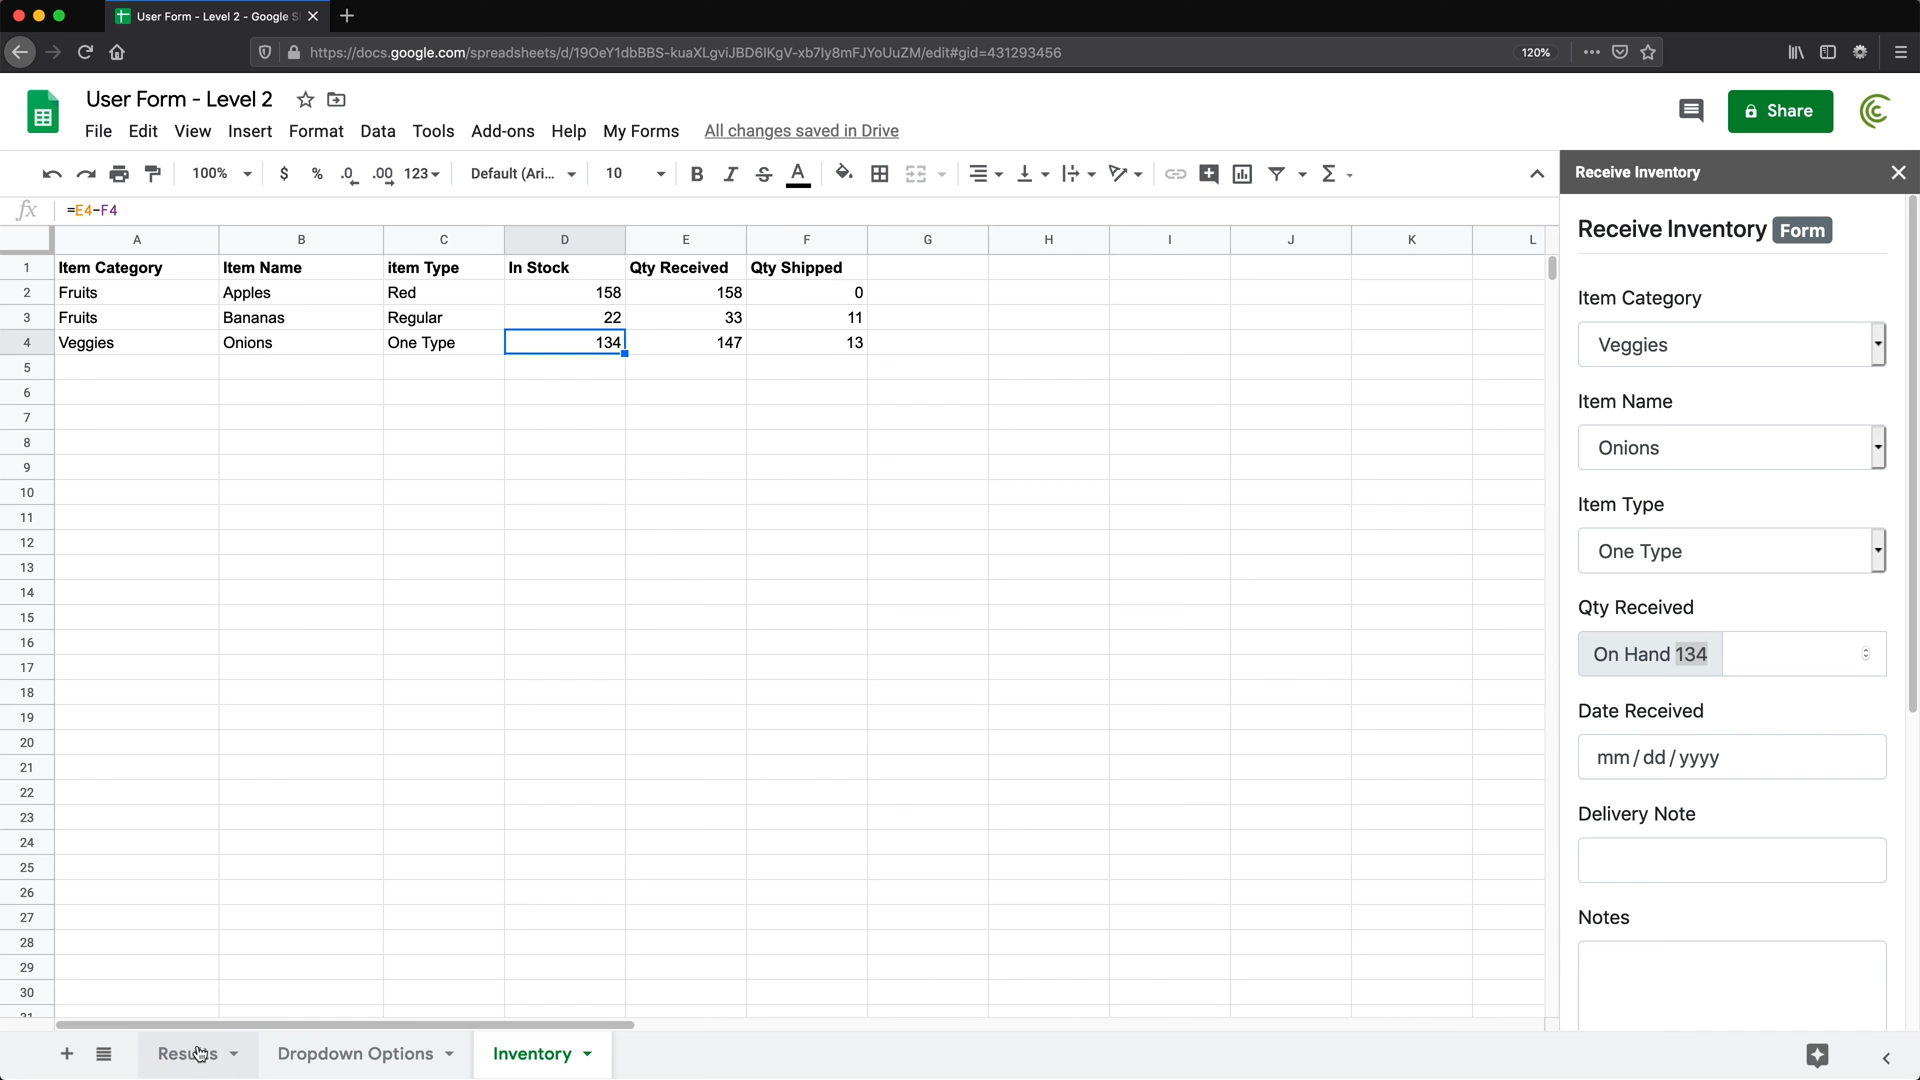 User Form - Level 2 - Google S
https://docs.google.com/spreadsheets/d/19OeY1dbBBS-kuaXLgviJBD6IKgV-xb7Iy8mFJYoUuZM/edit#gid=431293456
120%
User Form - Level 2
File Edit View Insert Format Data Tools Add-ons Help My Forms All changes saved in Drive
Share
100% $ % .0 .00 123 Default (Ari... 10 B I S A
fx =E4-F4
A B C D E F G H I J K L
1 Item Category Item Name item Type In Stock Qty Received Qty Shipped
2 Fruits Apples Red 158 158 0
3 Fruits Bananas Regular 22 33 11
4 Veggies Onions One Type 134 147 13
5
6
7
8
9
10
11
12
13
14
15
16
17
18
19
20
21
22
23
24
25
26
27
28
29
30
31
Receive Inventory
Receive Inventory Form
Item Category
Veggies
Item Name
Onions
Item Type
One Type
Qty Received
On Hand 134
Date Received
mm / dd / yyyy
Delivery Note
Notes
Results Dropdown Options Inventory